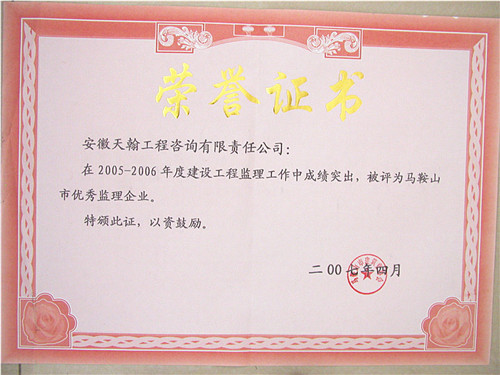 荣誉证书
安徽天翰工程咨询有限责任公司：
在2005-2006年度建设工程监理工作中成绩突出，被评为马鞍山
市优秀监理企业。
特颁此证，以资鼓励。
二00七年四月